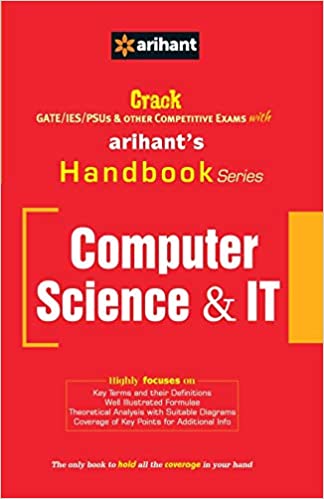 arihant
Crack
GATE/IES/PSUs & OTHER COMPETITIVE EXAMS with
arihant's
Handbook Series
Computer
Science & IT
Highly focuses on
Key Terms and their Definitions
Well Illustrated Formulae
Theoretical Analysis with Suitable Diagrams
Coverage of Key Points for Additional Info
The only book to hold all the coverage in your hand